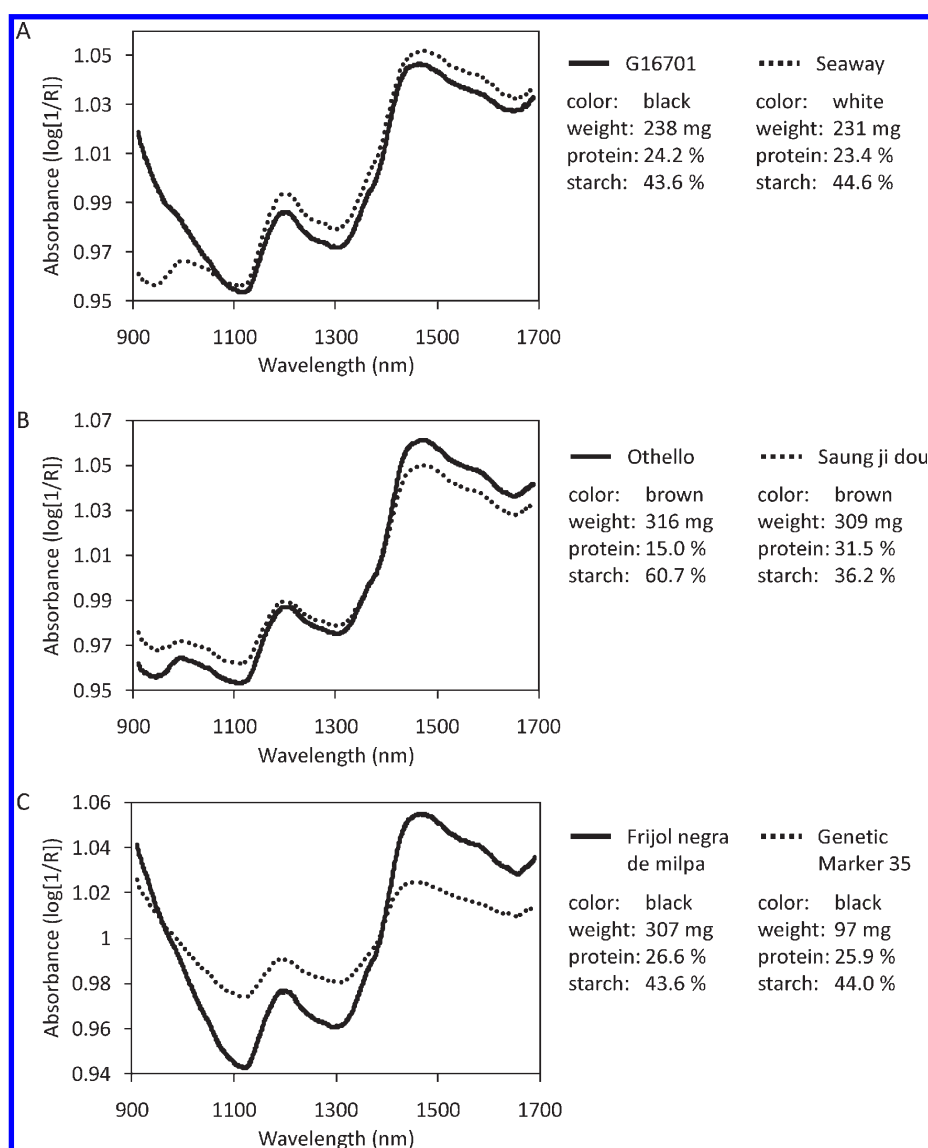 A
Absorbance (log[1/R])
1.05
1.03
1.01
0.99
0.97
0.95
900 1100 1300 1500 1700
Wavelength (nm)
G16701 Seaway
color: black color: white
weight: 238 mg weight: 231 mg
protein: 24.2 % protein: 23.4 %
starch: 43.6 % starch: 44.6 %
B
Absorbance (log[1/R])
1.07
1.05
1.03
1.01
0.99
0.97
0.95
900 1100 1300 1500 1700
Wavelength (nm)
Othello Saung ji dou
color: brown color: brown
weight: 316 mg weight: 309 mg
protein: 15.0 % protein: 31.5 %
starch: 60.7 % starch: 36.2 %
C
Absorbance (log[1/R])
1.06
1.04
1.02
1
0.98
0.96
0.94
900 1100 1300 1500 1700
Wavelength (nm)
Frijol negra Genetic
de milpa Marker 35
color: black color: black
weight: 307 mg weight: 97 mg
protein: 26.6 % protein: 25.9 %
starch: 43.6 % starch: 44.0 %